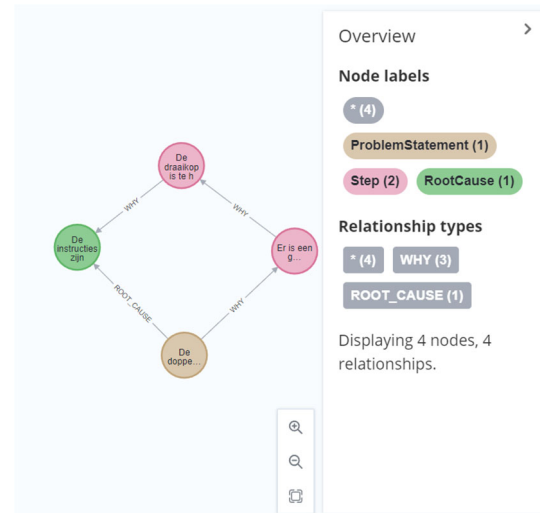 De
draaikop
is te h
WHY
WHY
De
instructies
zijn
Er is een
g...
ROOT_CAUSE
WHY
De
doppe...
Overview
Node labels
* (4)
ProblemStatement (1)
Step (2) RootCause (1)
Relationship types
* (4) WHY (3)
ROOT_CAUSE (1)
Displaying 4 nodes, 4
relationships.